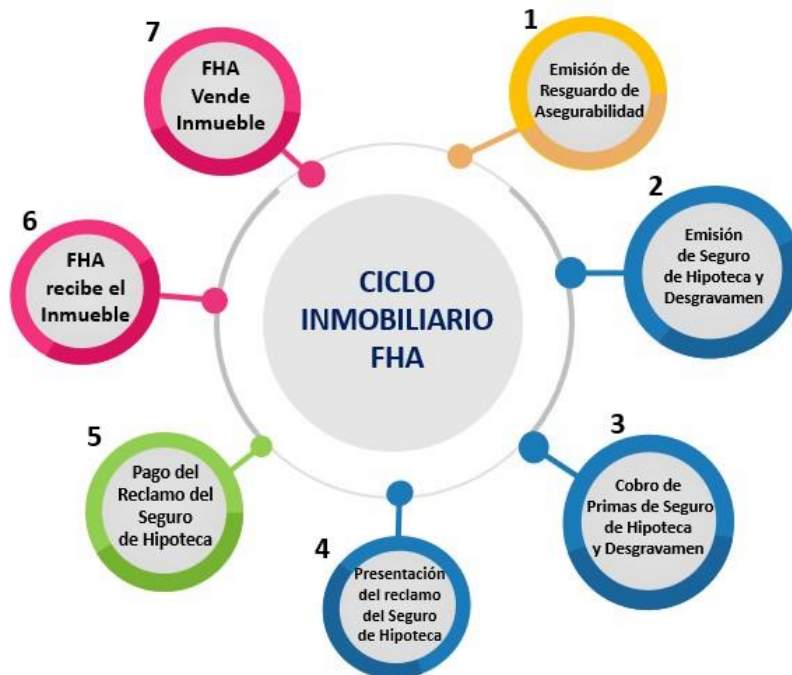 CICLO
INMOBILIARIO
FHA
1
Emisión de
Resguardo de
Asegurabilidad
2
Emisión
de Seguro
de Hipoteca y
Desgravamen
3
Cobro de
Primas de Seguro
de Hipoteca
y Desgravamen
4
Presentación
del reclamo
del Seguro
de Hipoteca
5
Pago del
Reclamo del
Seguro
de Hipoteca
6
FHA
recibe el
Inmueble
7
FHA
Vende
Inmueble